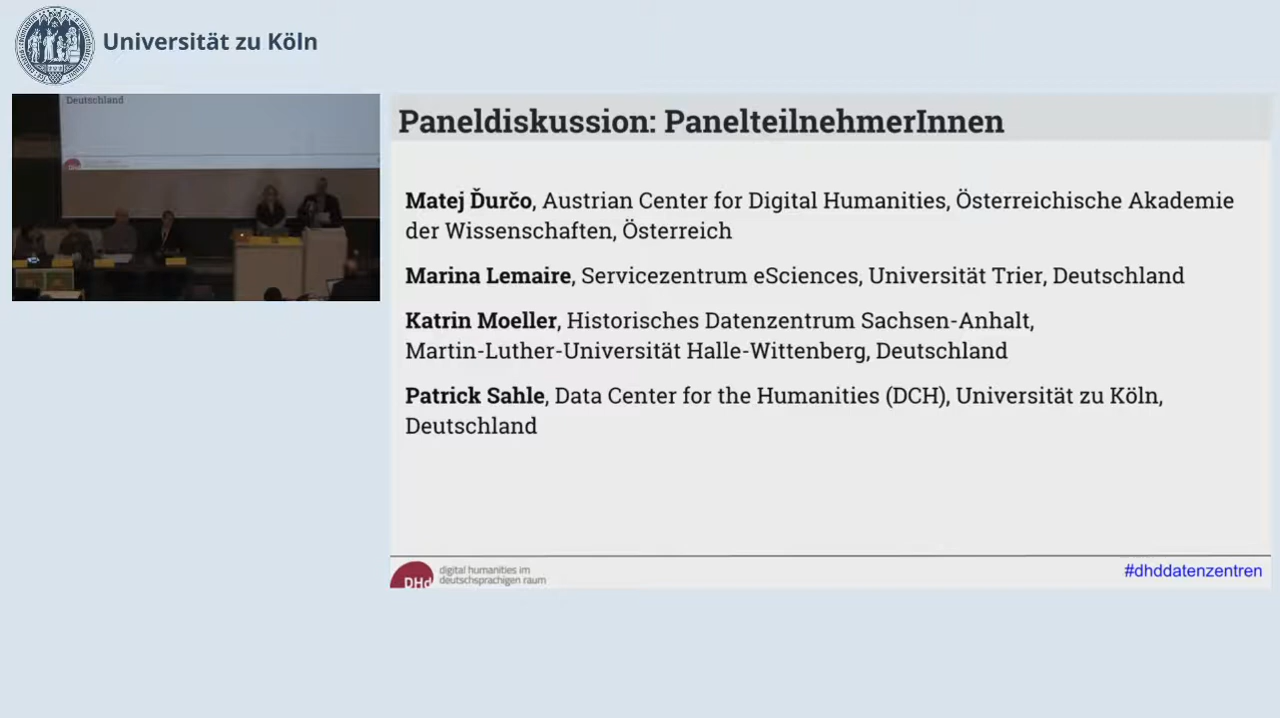 Universität zu Köln
Deutschland
Paneldiskussion: PanelteilnehmerInnen
Matej Ďurčo, Austrian Center for Digital Humanities, Österreichische Akademie
der Wissenschaften, Österreich
Marina Lemaire, Servicezentrum eSciences, Universität Trier, Deutschland
Katrin Moeller, Historisches Datenzentrum Sachsen-Anhalt,
Martin-Luther-Universität Halle-Wittenberg, Deutschland
Patrick Sahle, Data Center for the Humanities (DCH), Universität zu Köln,
Deutschland
DHd
digital humanities im
deutschsprachigen raum
#dhddatenzentren